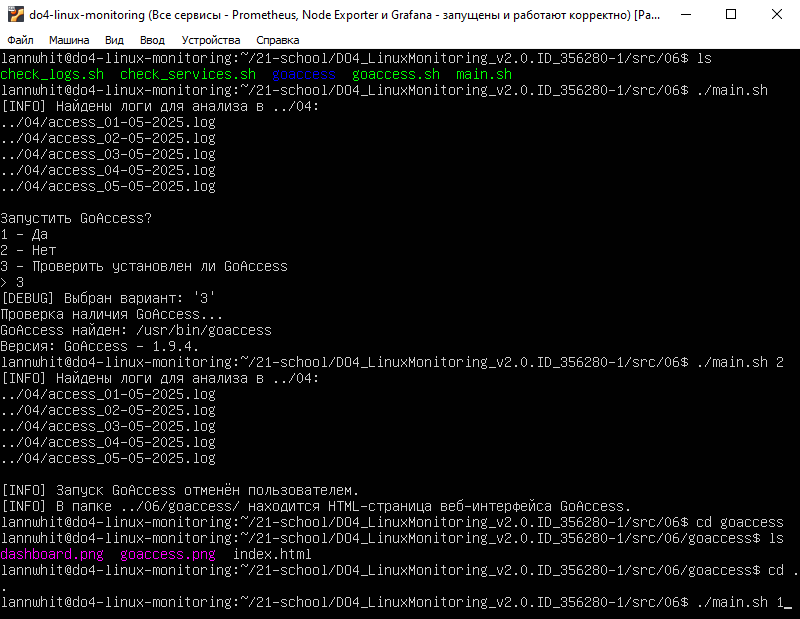 do4-linux-monitoring (Все сервисы - Prometheus, Node Exporter и Grafana - запущены и работают корректно) [Ра...
Файл Машина Вид Ввод Устройства Справка
lannwhit@do4-linux-monitoring:~/21-school/DO4_LinuxMonitoring_v2.0.ID_356280-1/src/06$ ls
check_logs.sh check_services.sh goaccess goaccess.sh main.sh
lannwhit@do4-linux-monitoring:~/21-school/DO4_LinuxMonitoring_v2.0.ID_356280-1/src/06$ ./main.sh
[INFO] Найдены логи для анализа в ../04:
../04/access_01-05-2025.log
../04/access_02-05-2025.log
../04/access_03-05-2025.log
../04/access_04-05-2025.log
../04/access_05-05-2025.log
Запустить GoAccess?
1 - Да
2 - Нет
3 - Проверить установлен ли GoAccess
> 3
[DEBUG] Выбран вариант: '3'
Проверка наличия GoAccess...
GoAccess найден: /usr/bin/goaccess
Версия: GoAccess - 1.9.4.
lannwhit@do4-linux-monitoring:~/21-school/DO4_LinuxMonitoring_v2.0.ID_356280-1/src/06$ ./main.sh 2
[INFO] Найдены логи для анализа в ../04:
../04/access_01-05-2025.log
../04/access_02-05-2025.log
../04/access_03-05-2025.log
../04/access_04-05-2025.log
../04/access_05-05-2025.log
[INFO] Запуск GoAccess отменён пользователем.
[INFO] В папке ../06/goaccess/ находится HTML-страница веб-интерфейса GoAccess.
lannwhit@do4-linux-monitoring:~/21-school/DO4_LinuxMonitoring_v2.0.ID_356280-1/src/06$ cd goaccess
lannwhit@do4-linux-monitoring:~/21-school/DO4_LinuxMonitoring_v2.0.ID_356280-1/src/06/goaccess$ ls
dashboard.png goaccess.png index.html
lannwhit@do4-linux-monitoring:~/21-school/DO4_LinuxMonitoring_v2.0.ID_356280-1/src/06/goaccess$ cd .
.
lannwhit@do4-linux-monitoring:~/21-school/DO4_LinuxMonitoring_v2.0.ID_356280-1/src/06$ ./main.sh 1_